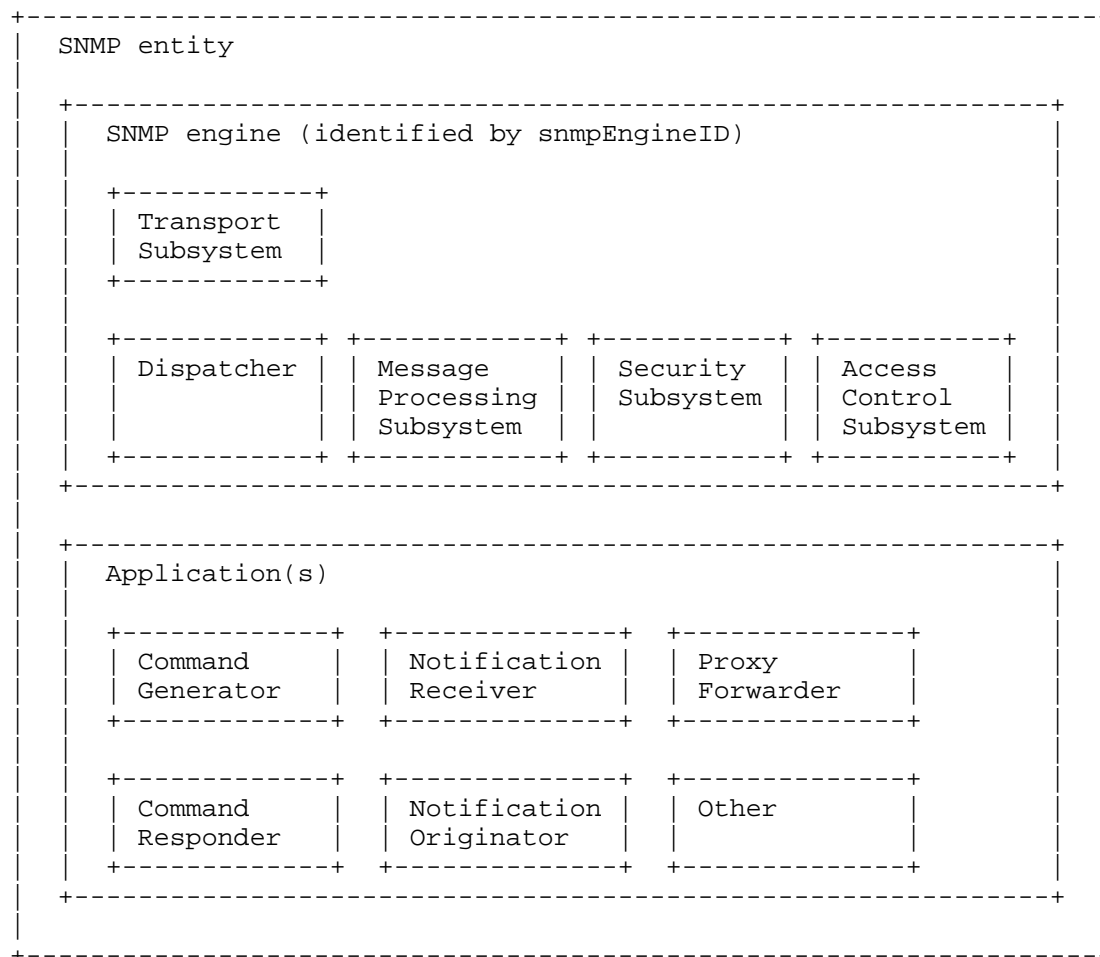 SNMP entity
SNMP engine (identified by snmpEngineID)
Transport
Subsystem
Dispatcher
Message
Processing
Subsystem
Security
Subsystem
Access
Control
Subsystem
Application(s)
Command
Generator
Notification
Receiver
Proxy
Forwarder
Command
Responder
Notification
Originator
Other